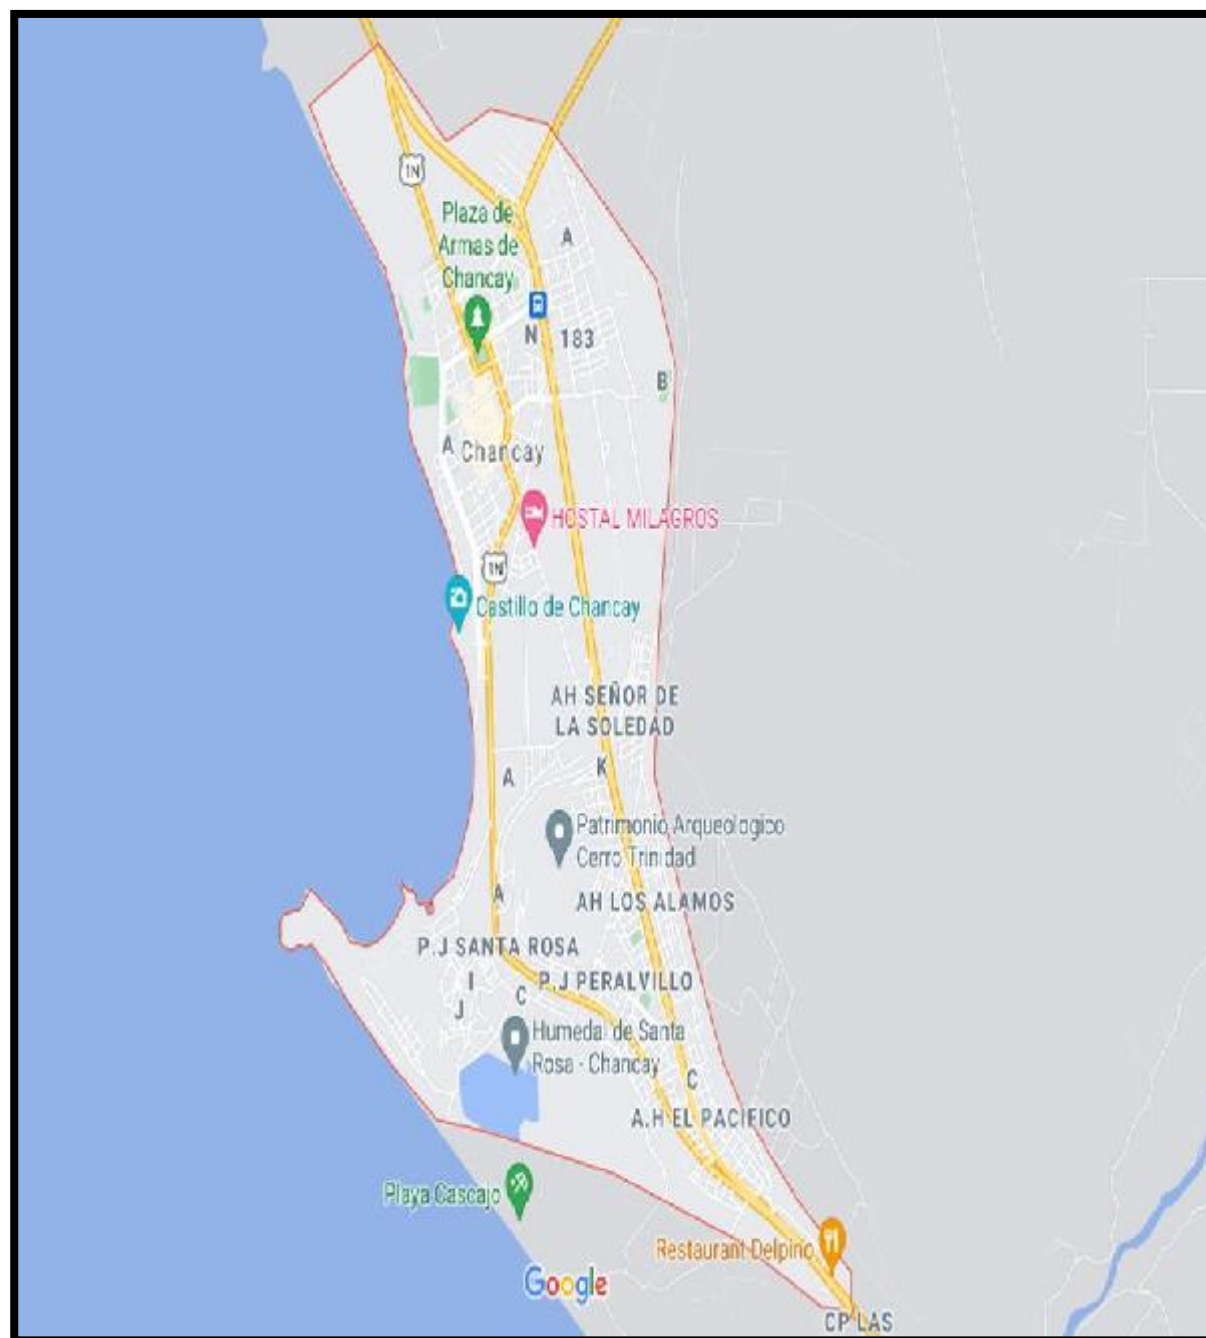 1N
Plaza de
Armas de
Chancay
A
N
183
B
A
Chancay
HOSTAL MILAGROS
1N
Castillo de Chancay
AH SEÑOR DE
LA SOLEDAD
K
A
Patrimonio Arqueologico
Cerro Trinidad
A
AH LOS ALAMOS
P.J SANTA ROSA
P.J PERALVILLO
I
C
J
Humedal de Santa
Rosa - Chancay
C
A.H EL PACIFICO
Playa Cascajo
Restaurant Delpino
Google
CP LAS